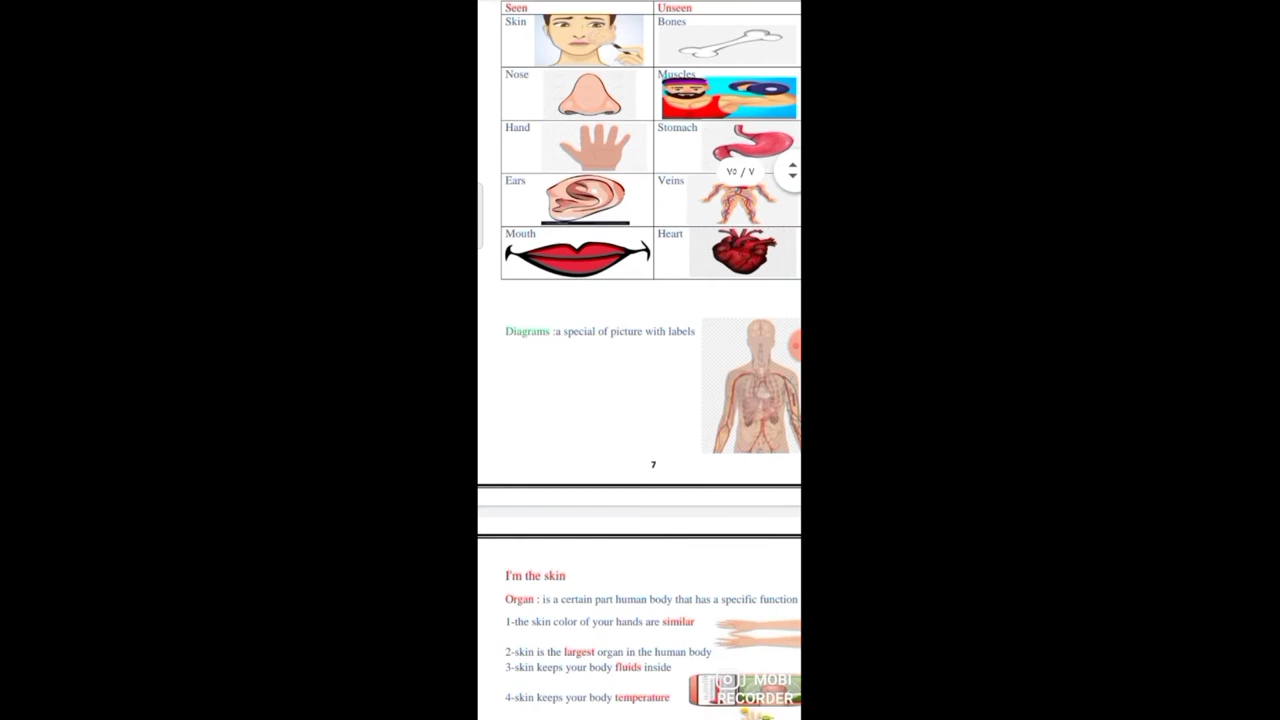 Seen Unseen
Skin Bones
Nose Muscles
Hand Stomach
٧٥ / ٧
Ears Veins
Mouth Heart
Diagrams :a special of picture with labels
7
I'm the skin
Organ : is a certain part human body that has a specific function
1-the skin color of your hands are similar
2-skin is the largest organ in the human body
3-skin keeps your body fluids inside
4-skin keeps your body temperature
MOBI
RECORDER